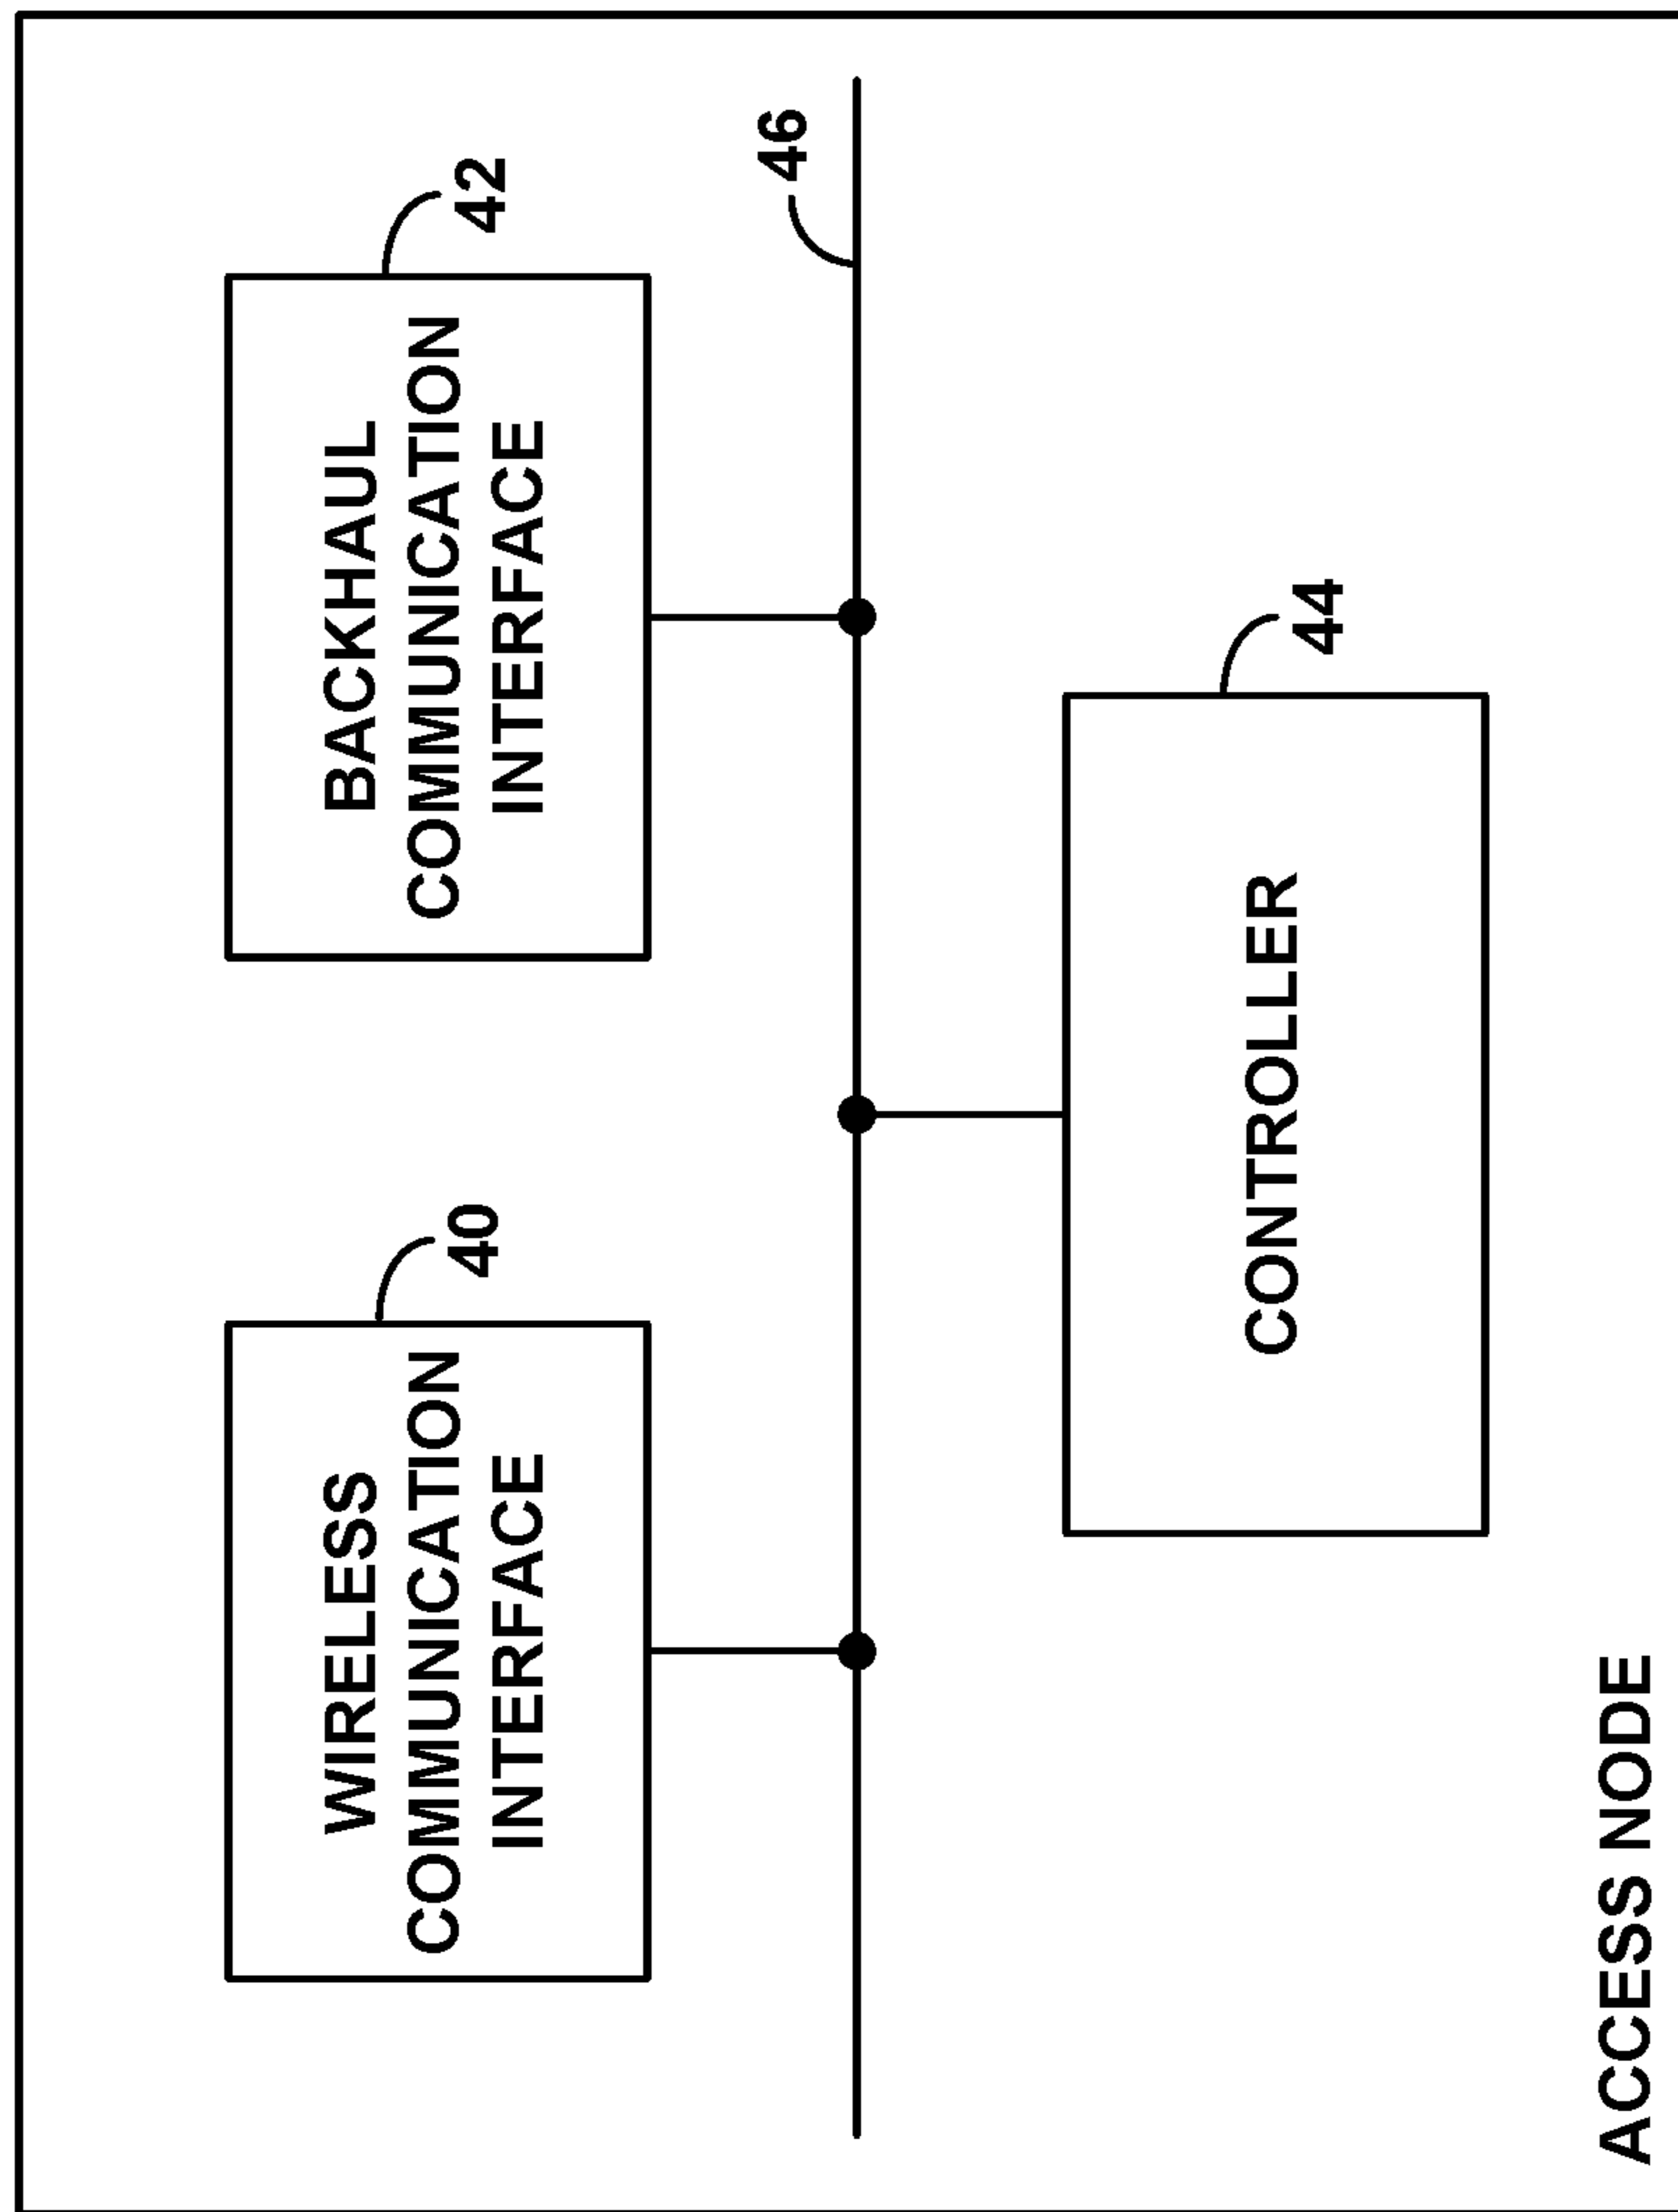 WIRELESS
COMMUNICATION
INTERFACE
40
BACKHAUL
COMMUNICATION
INTERFACE
42
46
CONTROLLER
44
ACCESS NODE